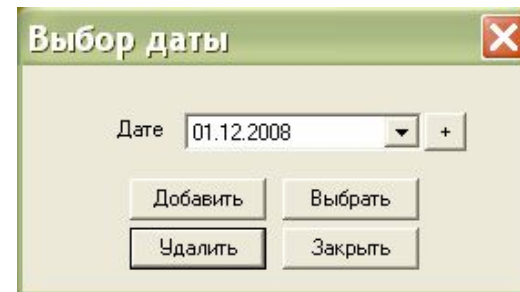 Выбор даты
Дате 01.12.2008 +
Добавить Выбрать
Удалить Закрыть